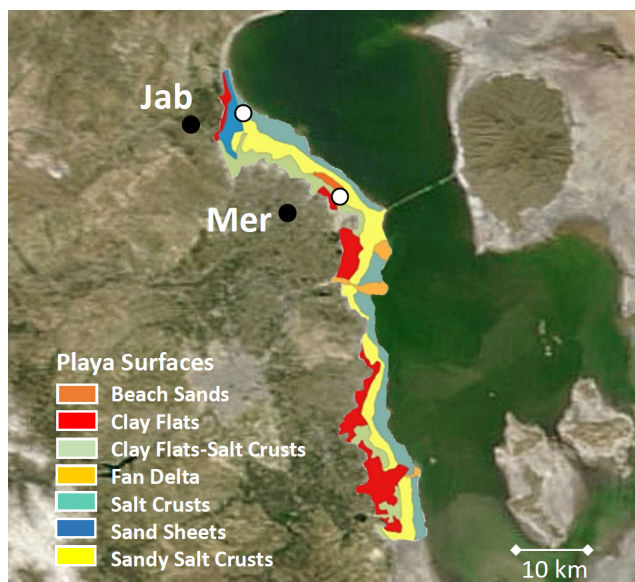 Jab
Mer
Playa Surfaces
Beach Sands
Clay Flats
Clay Flats-Salt Crusts
Fan Delta
Salt Crusts
Sand Sheets
Sandy Salt Crusts
10 km